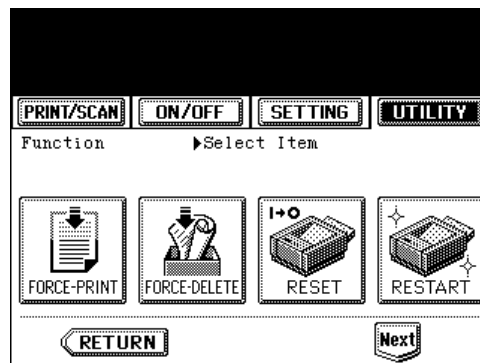 PRINT/SCAN ON/OFF SETTING UTILITY
Function ▶Select Item
I→O
FORCE-PRINT FORCE-DELETE RESET RESTART
RETURN Next